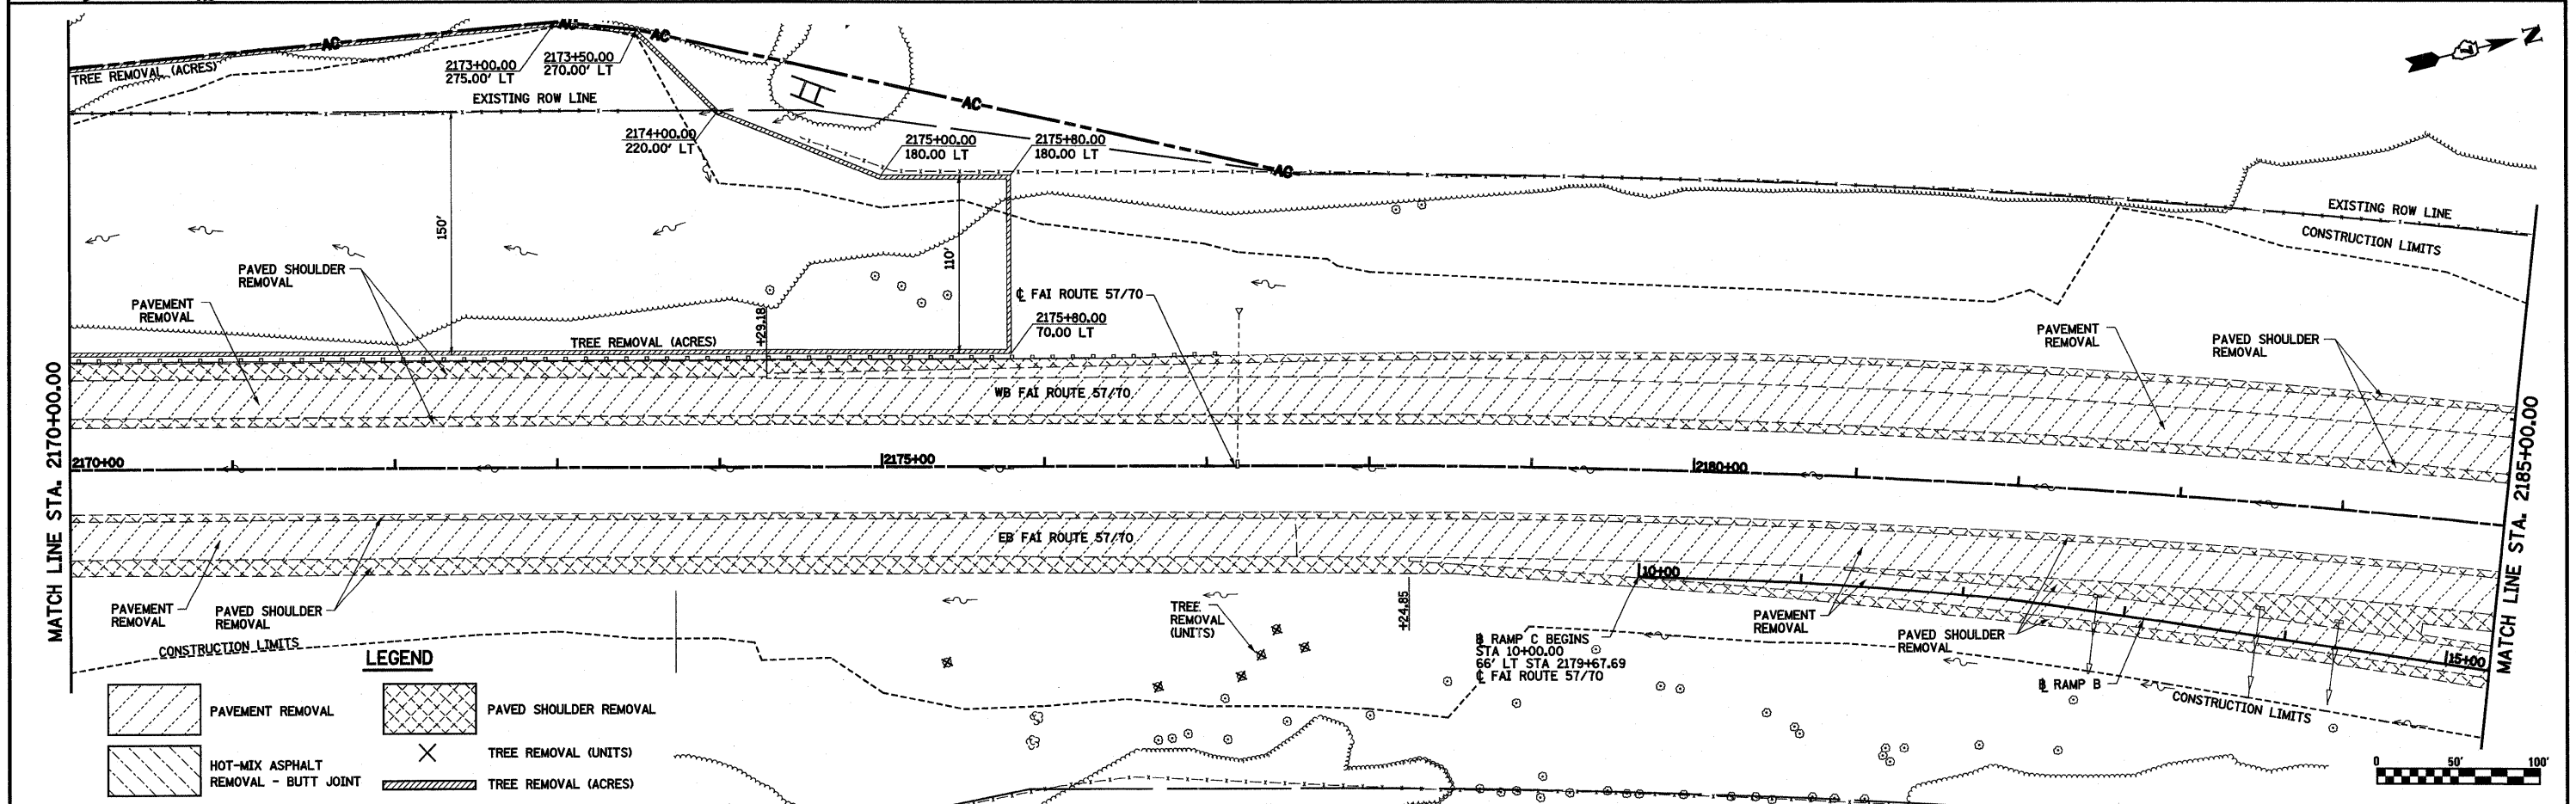 AC
AC
AC
AC
AC
N
TREE REMOVAL (ACRES)
2173+00.00
275.00' LT
2173+50.00
270.00' LT
EXISTING ROW LINE
2174+00.00
220.00' LT
2175+00.00
180.00 LT
2175+80.00
180.00 LT
150'
110'
EXISTING ROW LINE
CONSTRUCTION LIMITS
PAVED SHOULDER
REMOVAL
PAVEMENT
REMOVAL
℄ FAI ROUTE 57/70
2175+80.00
70.00 LT
+29.18
TREE REMOVAL (ACRES)
PAVEMENT
REMOVAL
PAVED SHOULDER
REMOVAL
WB FAI ROUTE 57/70
MATCH LINE STA. 2170+00.00
2170+00
2175+00
2180+00
MATCH LINE STA. 2185+00.00
EB FAI ROUTE 57/70
10+00
15+00
+24.85
PAVEMENT
REMOVAL
PAVED SHOULDER
REMOVAL
TREE
REMOVAL
(UNITS)
B RAMP C BEGINS
STA 10+00.00
66' LT STA 2179+67.69
℄ FAI ROUTE 57/70
PAVEMENT
REMOVAL
PAVED SHOULDER
REMOVAL
B RAMP B
CONSTRUCTION LIMITS
CONSTRUCTION LIMITS
LEGEND
PAVEMENT REMOVAL
PAVED SHOULDER REMOVAL
HOT-MIX ASPHALT
REMOVAL - BUTT JOINT
TREE REMOVAL (UNITS)
TREE REMOVAL (ACRES)
0 50' 100'